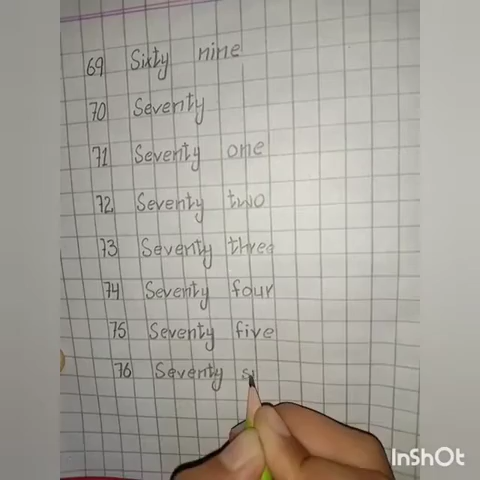 69 Sixty nine
70 Seventy
71 Seventy one
72 Seventy two
73 Seventy three
74 Seventy four
75 Seventy five
76 Seventy s
InShOt